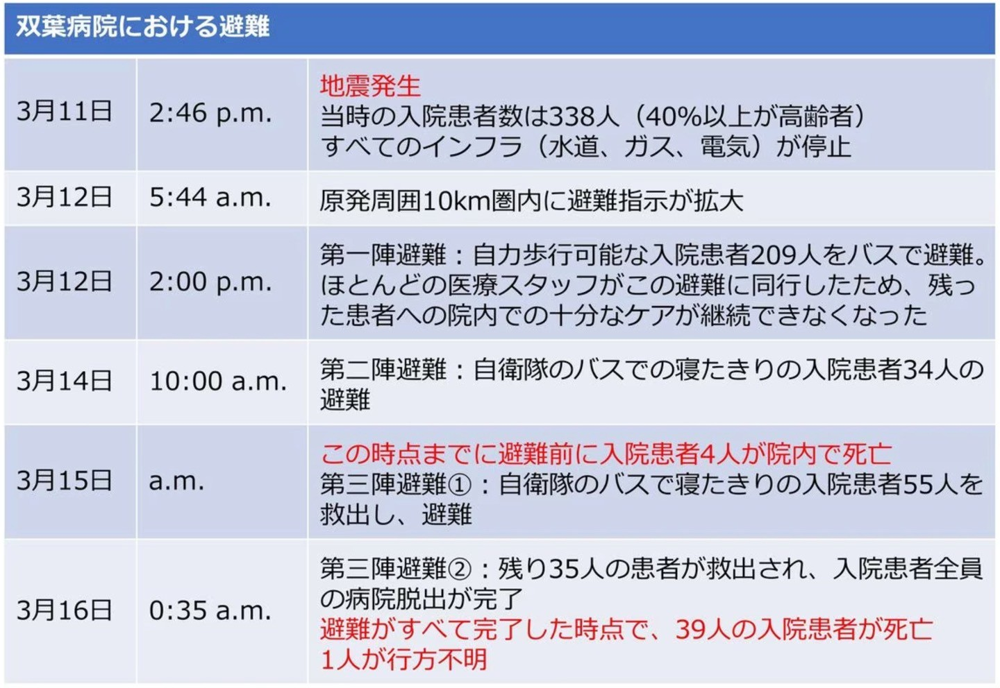 双葉病院における避難
3月11日
2:46 p.m.
地震発生
当時の入院患者数は338人（40%以上が高齢者）
すべてのインフラ（水道、ガス、電気）が停止
3月12日
5:44 a.m.
原発周囲10km圏内に避難指示が拡大
3月12日
2:00 p.m.
第一陣避難：自力歩行可能な入院患者209人をバスで避難。
ほとんどの医療スタッフがこの避難に同行したため、残っ
た患者への院内での十分なケアが継続できなくなった
3月14日
10:00 a.m.
第二陣避難：自衛隊のバスでの寝たきりの入院患者34人の
避難
3月15日
a.m.
この時点までに避難前に入院患者4人が院内で死亡
第三陣避難①：自衛隊のバスで寝たきりの入院患者55人を
救出し、避難
3月16日
0:35 a.m.
第三陣避難②：残り35人の患者が救出され、入院患者全員
の病院脱出が完了
避難がすべて完了した時点で、39人の入院患者が死亡
1人が行方不明